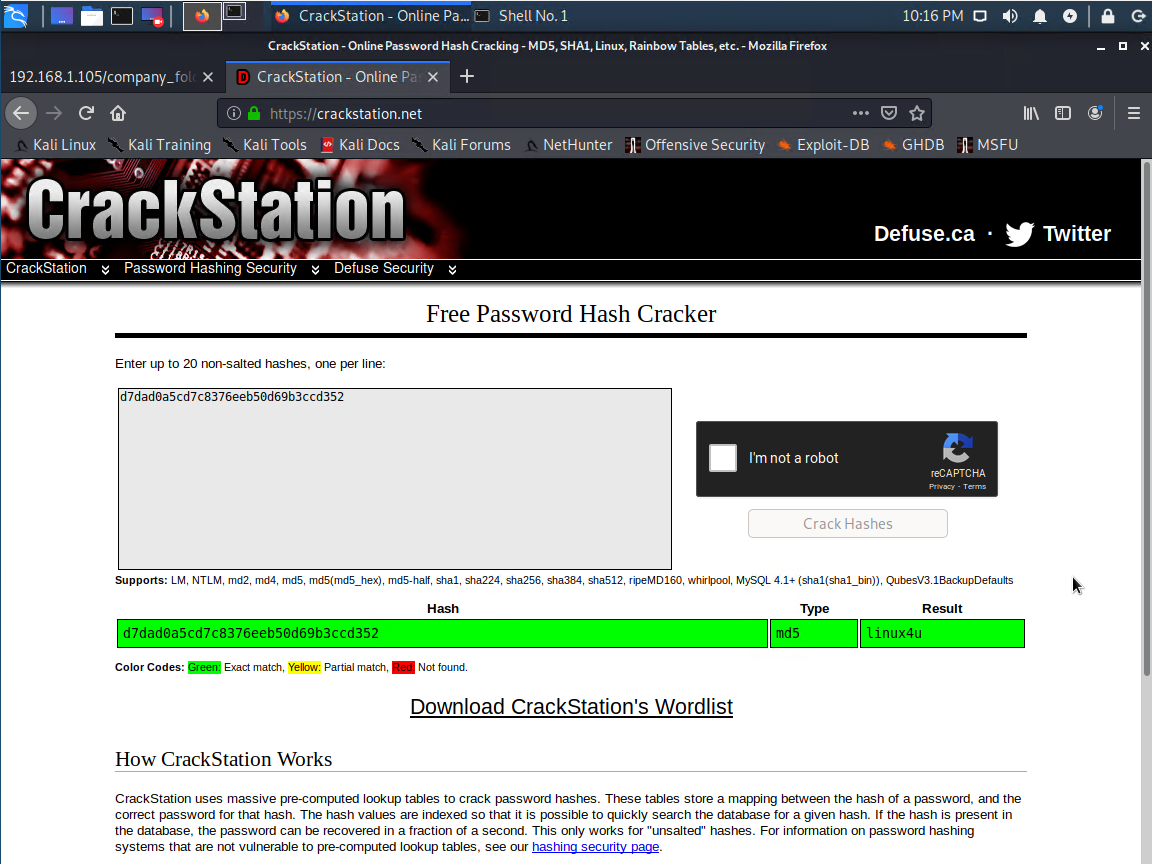 CrackStation - Online Pa... Shell No. 1 10:16 PM
CrackStation - Online Password Hash Cracking - MD5, SHA1, Linux, Rainbow Tables, etc. - Mozilla Firefox
192.168.1.105/company_fol CrackStation - Online Pa
https://crackstation.net
Kali Linux Kali Training Kali Tools Kali Docs Kali Forums NetHunter Offensive Security Exploit-DB GHDB MSFU
CrackStation
Defuse.ca · Twitter
CrackStation Password Hashing Security Defuse Security
Free Password Hash Cracker
Enter up to 20 non-salted hashes, one per line:
d7dad0a5cd7c8376eeb50d69b3ccd352
I'm not a robot
reCAPTCHA
Privacy - Terms
Crack Hashes
Supports: LM, NTLM, md2, md4, md5, md5(md5_hex), md5-half, sha1, sha224, sha256, sha384, sha512, ripeMD160, whirlpool, MySQL 4.1+ (sha1(sha1_bin)), QubesV3.1BackupDefaults
Hash Type Result
d7dad0a5cd7c8376eeb50d69b3ccd352 md5 linux4u
Color Codes: Green: Exact match, Yellow: Partial match, Red: Not found.
Download CrackStation's Wordlist
How CrackStation Works
CrackStation uses massive pre-computed lookup tables to crack password hashes. These tables store a mapping between the hash of a password, and the
correct password for that hash. The hash values are indexed so that it is possible to quickly search the database for a given hash. If the hash is present in
the database, the password can be recovered in a fraction of a second. This only works for "unsalted" hashes. For information on password hashing
systems that are not vulnerable to pre-computed lookup tables, see our hashing security page.